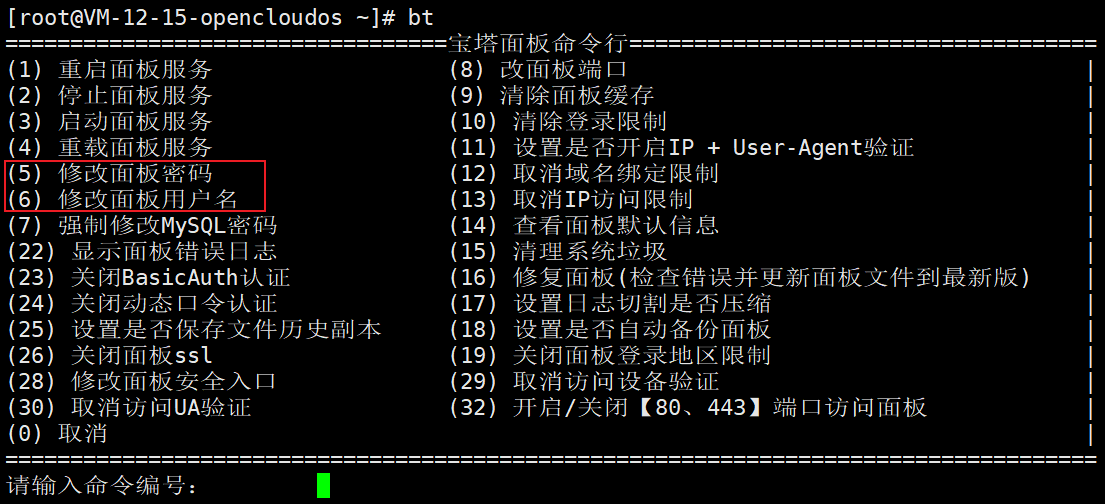 [root@VM-12-15-opencloudos ~]# bt
==================================宝塔面板命令行====================================
(1) 重启面板服务 (8) 改面板端口 |
(2) 停止面板服务 (9) 清除面板缓存 |
(3) 启动面板服务 (10) 清除登录限制 |
(4) 重载面板服务 (11) 设置是否开启IP + User-Agent验证 |
(5) 修改面板密码 (12) 取消域名绑定限制 |
(6) 修改面板用户名 (13) 取消IP访问限制 |
(7) 强制修改MySQL密码 (14) 查看面板默认信息 |
(22) 显示面板错误日志 (15) 清理系统垃圾 |
(23) 关闭BasicAuth认证 (16) 修复面板(检查错误并更新面板文件到最新版) |
(24) 关闭动态口令认证 (17) 设置日志切割是否压缩 |
(25) 设置是否保存文件历史副本 (18) 设置是否自动备份面板 |
(26) 关闭面板ssl (19) 关闭面板登录地区限制 |
(28) 修改面板安全入口 (29) 取消访问设备验证 |
(30) 取消访问UA验证 (32) 开启/关闭【80、443】端口访问面板 |
(0) 取消 |
====================================================================================
请输入命令编号：